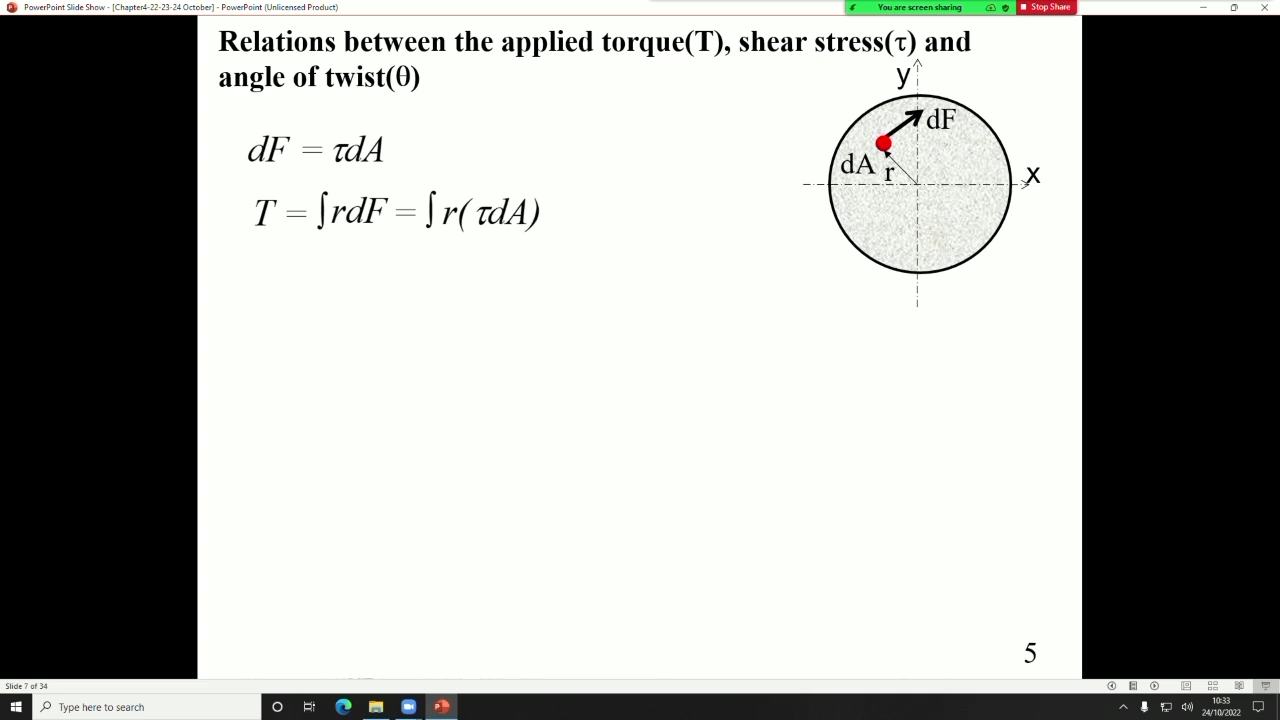 PowerPoint Slide Show - [Chapter4-22-23-24 October] - PowerPoint (Unlicensed Product)
You are screen sharing
Stop Share
Relations between the applied torque(T), shear stress(τ) and
angle of twist(θ)
y
dF
dA
r
x
dF = τdA
T = ∫rdF = ∫r(τdA)
5
Slide 7 of 34
Type here to search
10:33
24/10/2022